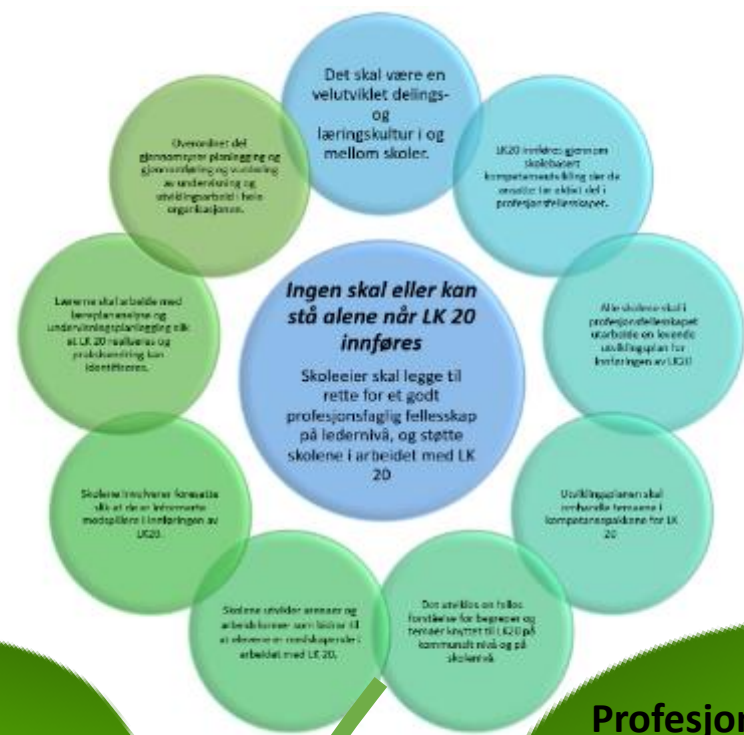 Det skal være en
velutviklet delings-
og
læringskultur i og
mellom skoler.
LK20 innføres gjennom
skolebasert
kompetanseutvikling der de
ansatte tar aktivt del i
profesjonsfellesskapet.
Alle skolene skal i
profesjonsfellesskapet
utarbeide en levende
utviklingsplan for
innføringen av LK20
Utviklingsplanen skal
omhandle temaene i
kompetansepakkene for LK
20
Det utvikles en felles
forståelse for begreper og
temaer knyttet til LK20 på
kommunalt nivå og på
skolenivå.
Skolene utvikler arenaer og
arbeidsformer som bidrar til
at elevene er medskapende i
arbeidet med LK 20.
Skolene involverer foresatte
slik at de er informerte
medspillere i innføringen av
LK20.
Lærerne skal arbeide med
læreplananalyse og
undervisningsplanlegging slik
at LK 20 realiseres og
praksisendring kan
identifiseres.
Overordnet del
gjennomsyrer planlegging og
gjennomføring og vurdering
av undervisning og
utviklingsarbeid i hele
organisasjonen.
Ingen skal eller kan
stå alene når LK 20
innføres
Skoleeier skal legge til
rette for et godt
profesjonsfaglig fellesskap
på ledernivå, og støtte
skolene i arbeidet med LK
20
Profesjon